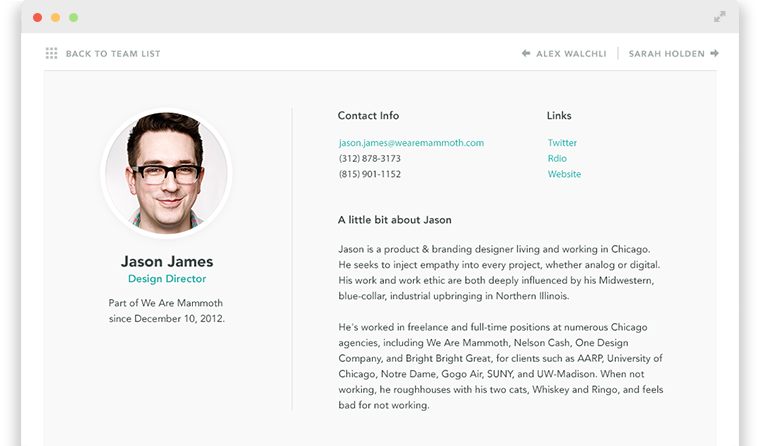 BACK TO TEAM LIST
ALEX WALCHLI
SARAH HOLDEN
Jason James
Design Director
Part of We Are Mammoth
since December 10, 2012.
Contact Info
jason.james@wearemammoth.com
(312) 878-3173
(815) 901-1152
Links
Twitter
Rdio
Website
A little bit about Jason
Jason is a product & branding designer living and working in Chicago.
He seeks to inject empathy into every project, whether analog or digital.
His work and work ethic are both deeply influenced by his Midwestern,
blue-collar, industrial upbringing in Northern Illinois.
He's worked in freelance and full-time positions at numerous Chicago
agencies, including We Are Mammoth, Nelson Cash, One Design
Company, and Bright Bright Great, for clients such as AARP, University of
Chicago, Notre Dame, Gogo Air, SUNY, and UW-Madison. When not
working, he roughhouses with his two cats, Whiskey and Ringo, and feels
bad for not working.